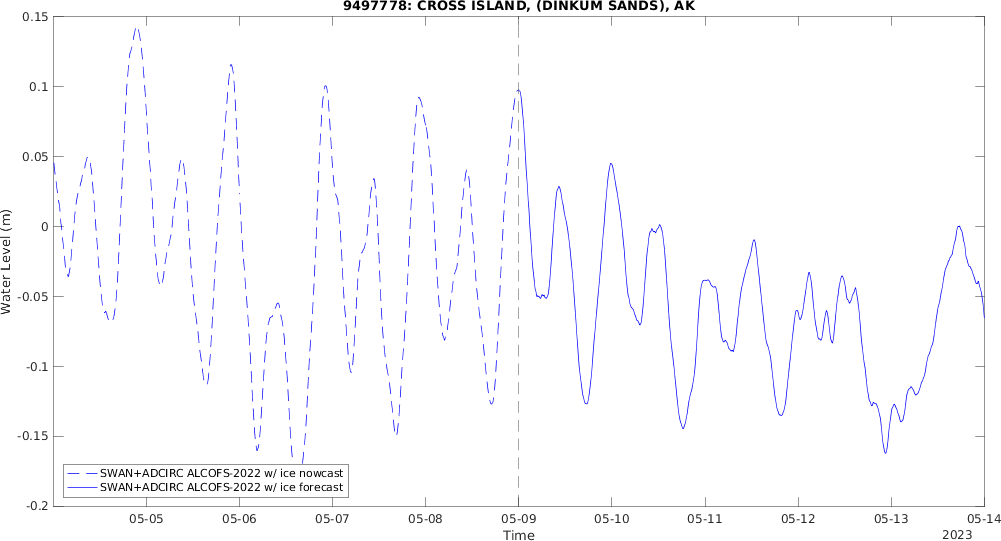 9497778: CROSS ISLAND, (DINKUM SANDS), AK
0.15
0.1
0.05
0
-0.05
-0.1
-0.15
-0.2
Water Level (m)
SWAN+ADCIRC ALCOFS-2022 w/ ice nowcast
SWAN+ADCIRC ALCOFS-2022 w/ ice forecast
05-05 05-06 05-07 05-08 05-09 05-10 05-11 05-12 05-13 05-14
Time
2023